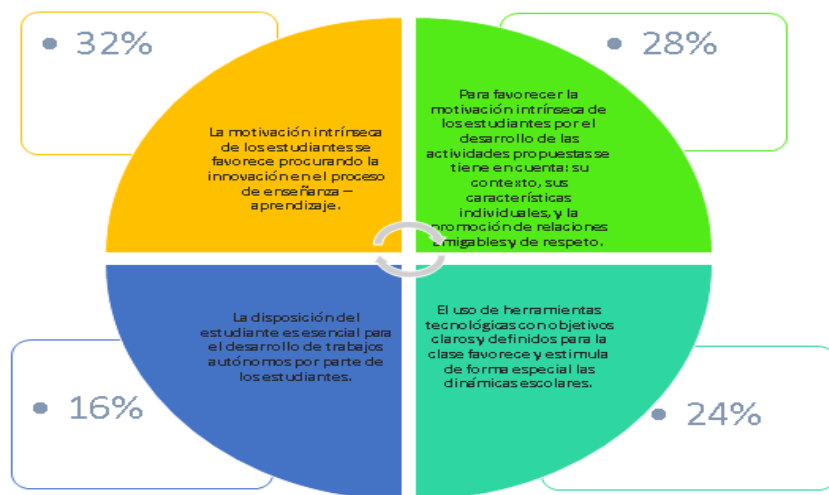 • 32%
• 28%
La motivación intrínseca
de los estudiantes se
favorece procurando la
innovación en el proceso
de enseñanza –
aprendizaje.
Para favorecer la
motivación intrínseca de
los estudiantes por el
desarrollo de las
actividades propuestas se
tiene en cuenta: su
contexto, sus
características
individuales, y la
promoción de relaciones
amigables y de respeto.
La disposición del
estudiante es esencial para
el desarrollo de trabajos
autónomos por parte de
los estudiantes.
El uso de herramientas
tecnológicas con objetivos
claros y definidos para la
clase favorece y estimula
de forma especial las
dinámicas escolares.
• 16%
• 24%